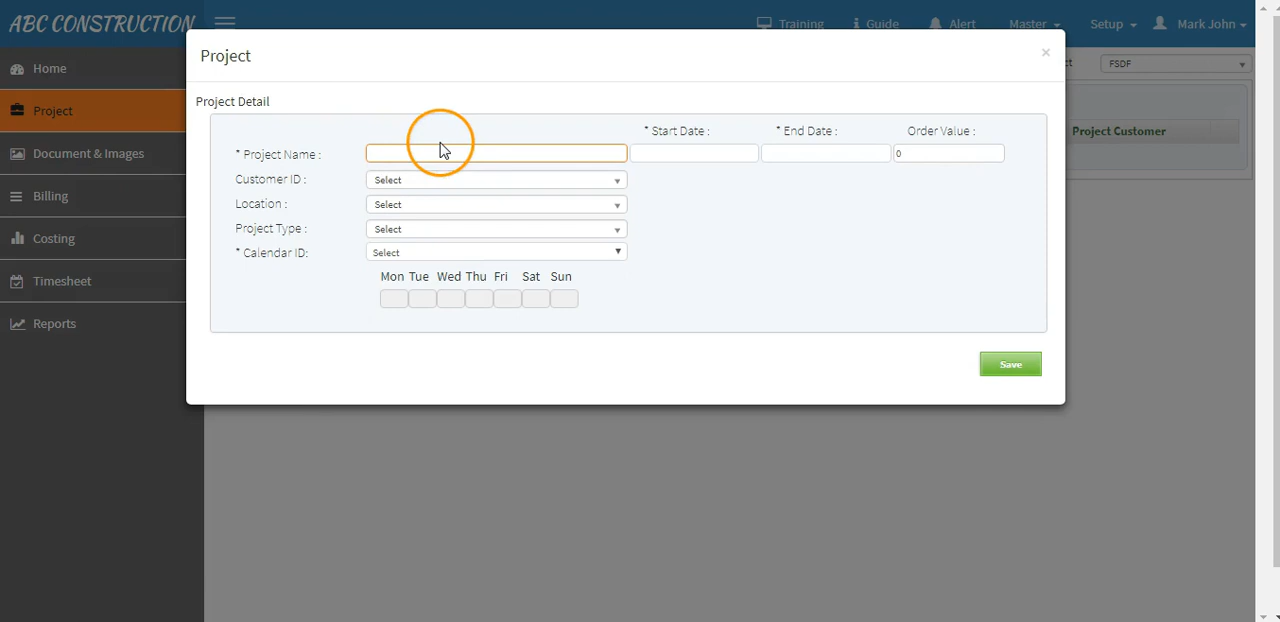 ABC CONSTRUCTION
Training Guide Alert Master Setup Mark John
Home
Project
Document & Images
Billing
Costing
Timesheet
Reports
Project ×
Project Detail
* Start Date : * End Date : Order Value :
* Project Name : 0
Customer ID : Select
Location : Select
Project Type : Select
* Calendar ID: Select
Mon Tue Wed Thu Fri Sat Sun
Save
FSDF
Project Customer